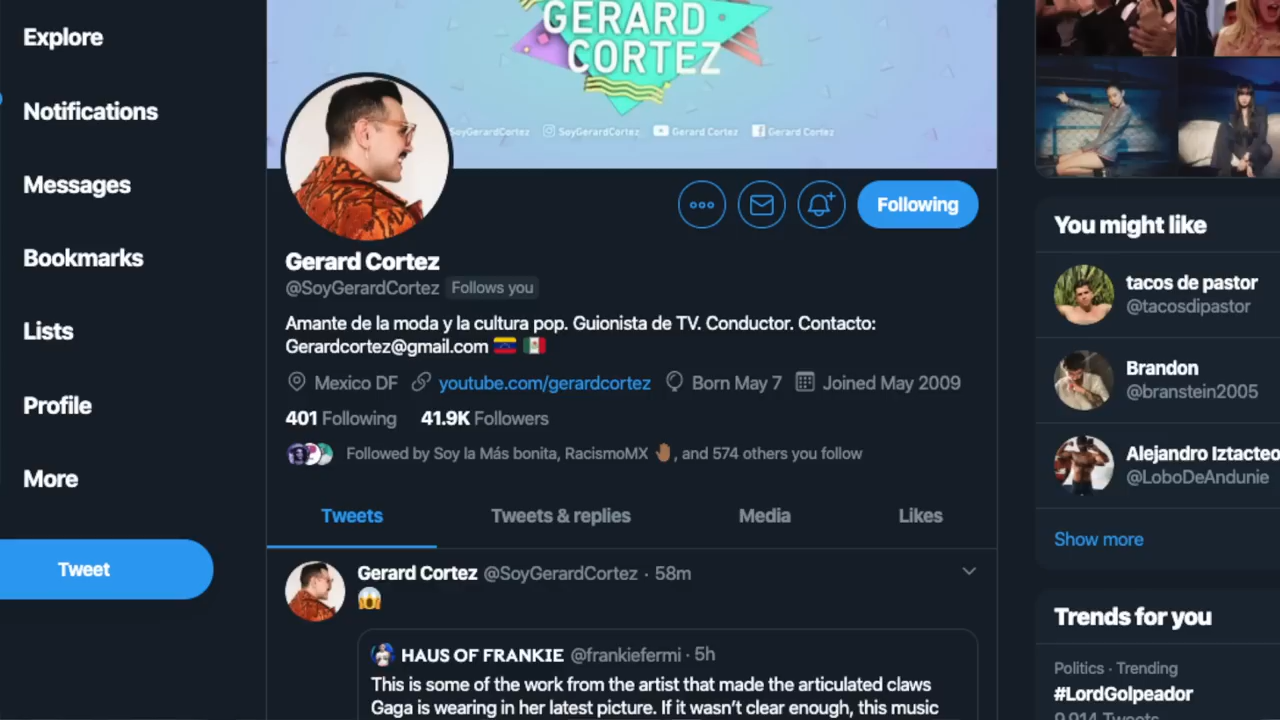 Explore
Notifications
Messages
Bookmarks
Lists
Profile
More
Tweet
GERARD
CORTEZ
SoyGerardCortez SoyGerardCortez Gerard Cortez Gerard Cortez
Following
Gerard Cortez
@SoyGerardCortez Follows you
Amante de la moda y la cultura pop. Guionista de TV. Conductor. Contacto:
Gerardcortez@gmail.com 🇻🇪 🇲🇽
Mexico DF youtube.com/gerardcortez Born May 7 Joined May 2009
401 Following 41.9K Followers
Followed by Soy la Más bonita, RacismoMX 🤚🏽, and 574 others you follow
Tweets Tweets & replies Media Likes
Gerard Cortez @SoyGerardCortez · 58m
😱
HAUS OF FRANKIE @frankiefermi · 5h
This is some of the work from the artist that made the articulated claws
Gaga is wearing in her latest picture. If it wasn't clear enough, this music
You might like
tacos de pastor
@tacosdipastor
Brandon
@branstein2005
Alejandro Iztacteo
@LoboDeAndunie
Show more
Trends for you
Politics · Trending
#LordGolpeador
9,914 Tweets